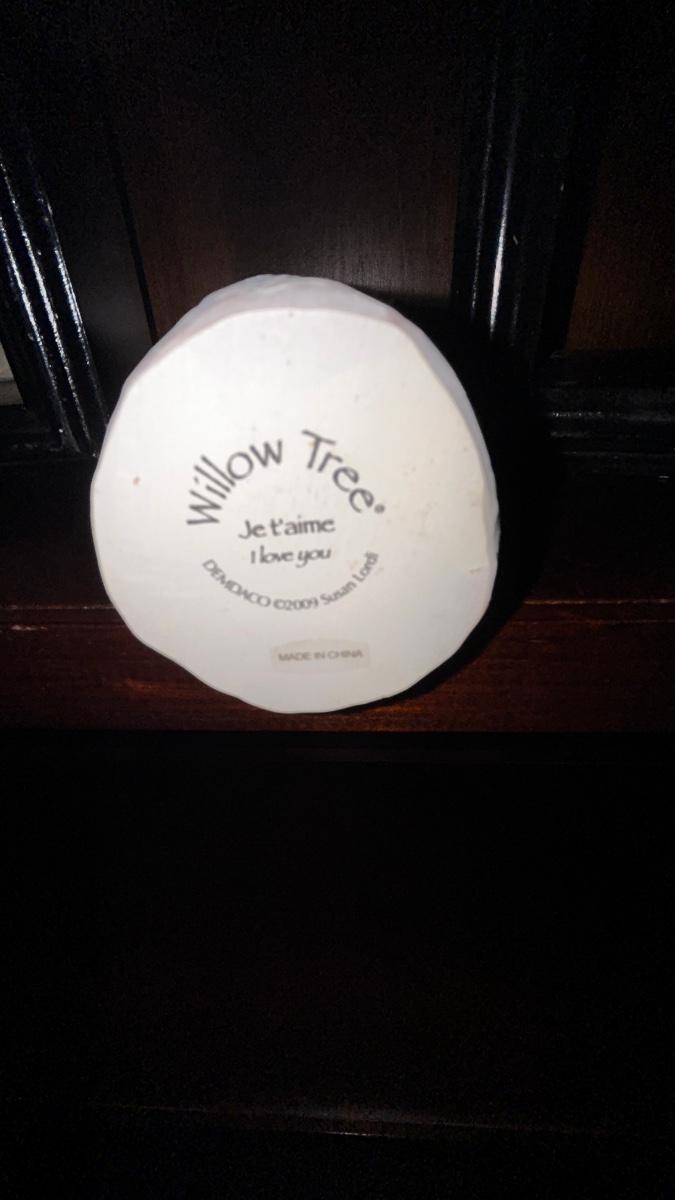 Willow Tree®
Je t'aime
I love you
DEMDACO ©2009 Susan Lordi
MADE IN CHINA